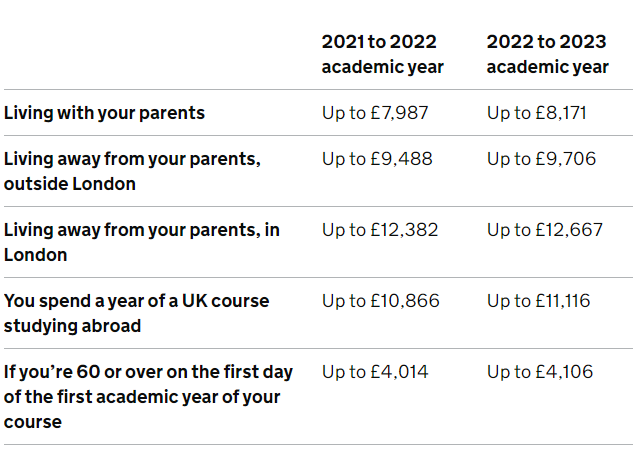 2021 to 2022 2022 to 2023
academic year academic year
Living with your parents Up to £7,987 Up to £8,171
Living away from your parents, Up to £9,488 Up to £9,706
outside London
Living away from your parents, in Up to £12,382 Up to £12,667
London
You spend a year of a UK course Up to £10,866 Up to £11,116
studying abroad
If you’re 60 or over on the first day Up to £4,014 Up to £4,106
of the first academic year of your
course